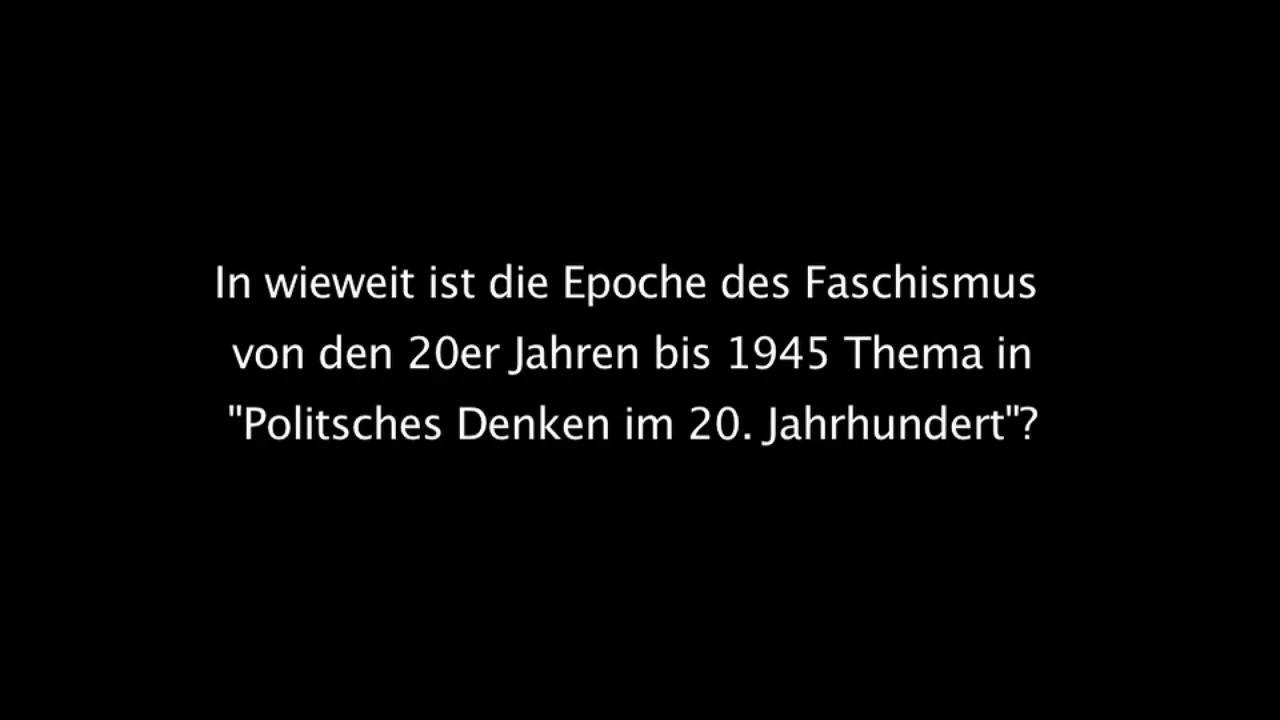 In wieweit ist die Epoche des Faschismus
von den 20er Jahren bis 1945 Thema in
"Politsches Denken im 20. Jahrhundert"?